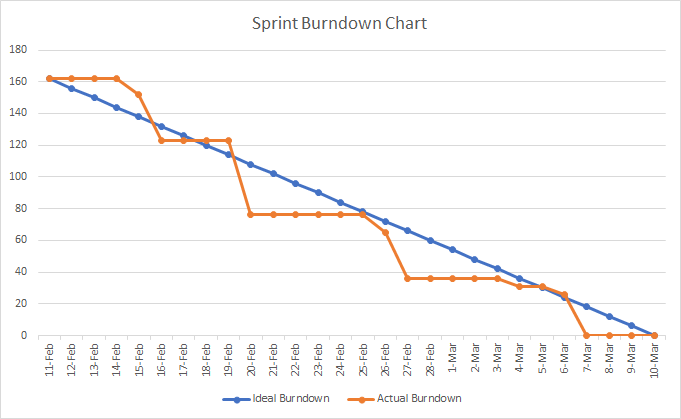 Sprint Burndown Chart
180
160
140
120
100
80
60
40
20
0
11-Feb
12-Feb
13-Feb
14-Feb
15-Feb
16-Feb
17-Feb
18-Feb
19-Feb
20-Feb
21-Feb
22-Feb
23-Feb
24-Feb
25-Feb
26-Feb
27-Feb
28-Feb
1-Mar
2-Mar
3-Mar
4-Mar
5-Mar
6-Mar
7-Mar
8-Mar
9-Mar
10-Mar
Ideal Burndown
Actual Burndown